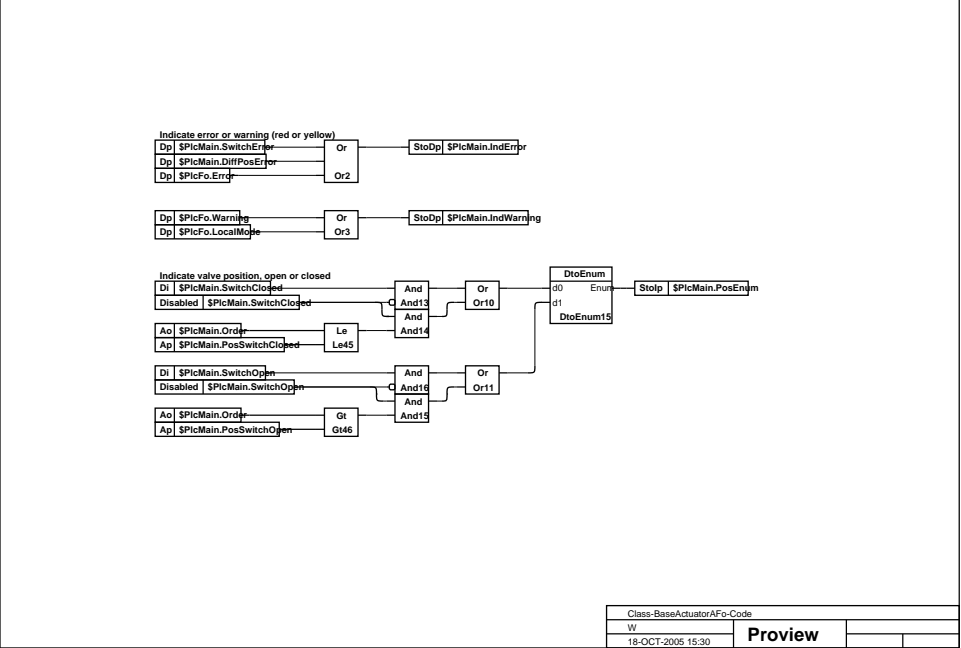 Indicate error or warning (red or yellow)
Dp $PlcMain.SwitchError Or StoDp $PlcMain.IndError
Dp $PlcMain.DiffPosError
Dp $PlcFo.Error Or2
Dp $PlcFo.Warning Or StoDp $PlcMain.IndWarning
Dp $PlcFo.LocalMode Or3
Indicate valve position, open or closed
DtoEnum
Di $PlcMain.SwitchClosed And Or d0 Enum StoIp $PlcMain.PosEnum
Disabled $PlcMain.SwitchClosed And13 Or10 d1
And DtoEnum15
Ao $PlcMain.Order Le And14
Ap $PlcMain.PosSwitchClosed Le45
Di $PlcMain.SwitchOpen And Or
Disabled $PlcMain.SwitchOpen And16 Or11
And
Ao $PlcMain.Order Gt And15
Ap $PlcMain.PosSwitchOpen Gt46
Class-BaseActuatorAFo-Code
W
18-OCT-2005 15:30 Proview